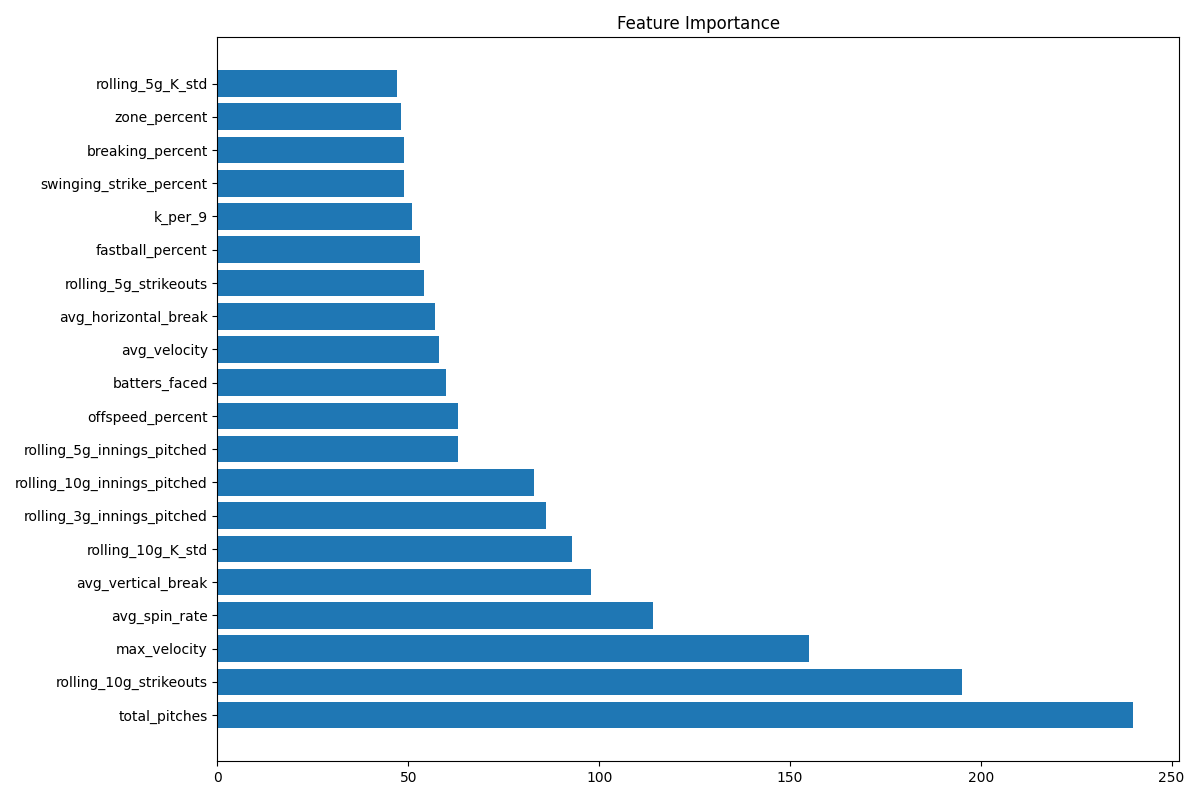 Feature Importance
rolling_5g_K_std
zone_percent
breaking_percent
swinging_strike_percent
k_per_9
fastball_percent
rolling_5g_strikeouts
avg_horizontal_break
avg_velocity
batters_faced
offspeed_percent
rolling_5g_innings_pitched
rolling_10g_innings_pitched
rolling_3g_innings_pitched
rolling_10g_K_std
avg_vertical_break
avg_spin_rate
max_velocity
rolling_10g_strikeouts
total_pitches
0 50 100 150 200 250